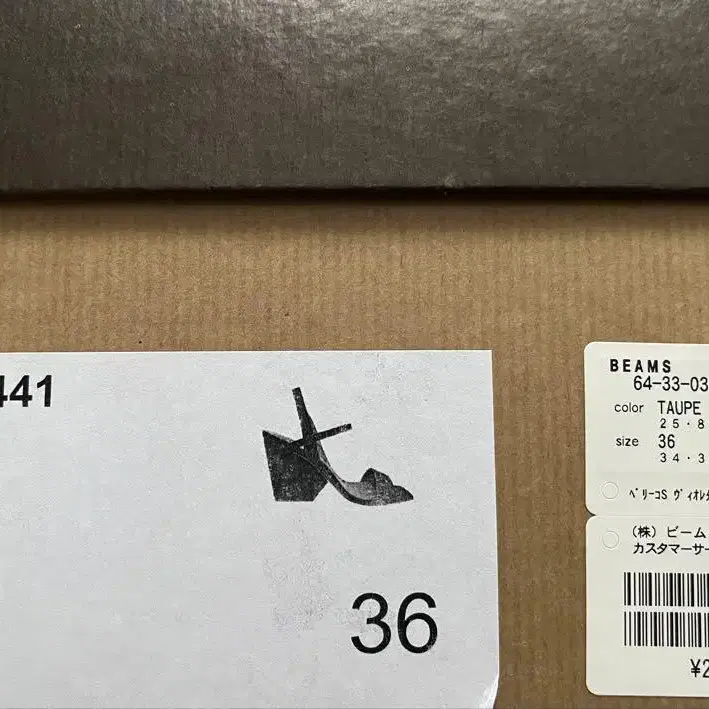 441
36
BEAMS
64-33-03
color TAUPE
25・8
size 36
34・3
ペリーコS ヴィオレ
(株)ビーム
カスタマーサー
¥2